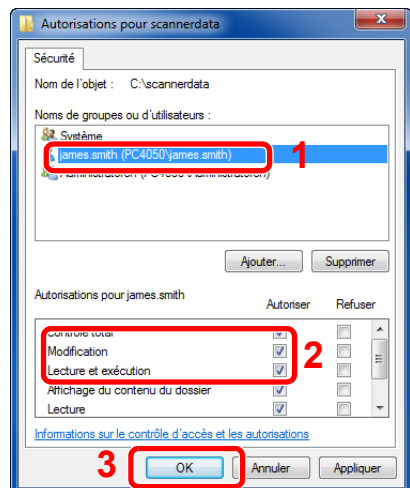 Autorisations pour scannerdata
Sécurité
Nom de l'objet : C:\scannerdata
Noms de groupes ou d'utilisateurs :
Système
james.smith (PC4050\james.smith)
1
Ajouter...
Supprimer
Autorisations pour james.smith
Autoriser
Refuser
Contrôle total
Modification
Lecture et exécution
2
Affichage du contenu du dossier
Lecture
Informations sur le contrôle d'accès et les autorisations
3
OK
Annuler
Appliquer